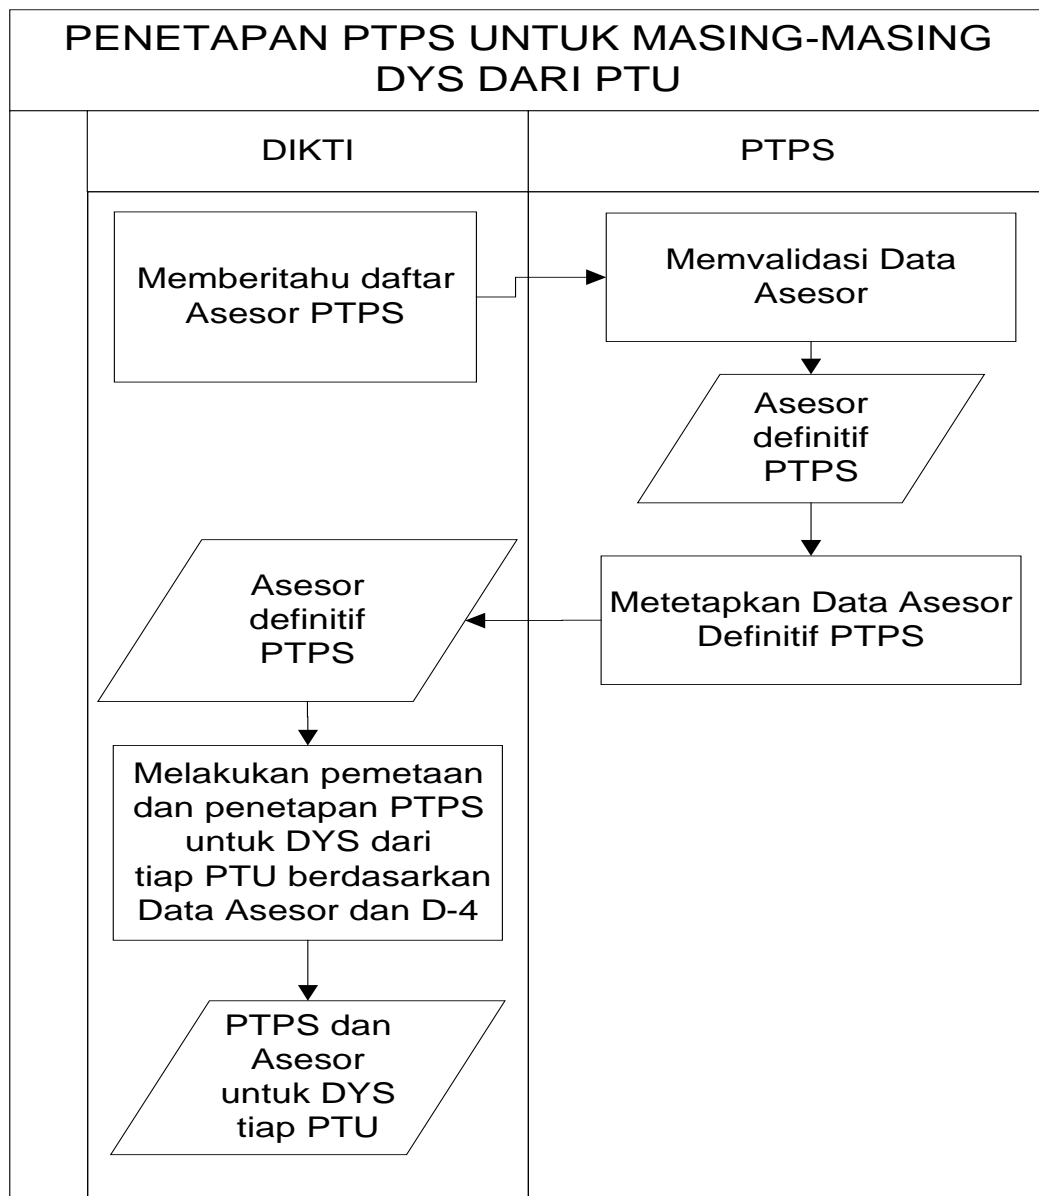 PENETAPAN PTPS UNTUK MASING-MASING
DYS DARI PTU
DIKTI
PTPS
Memberitahu daftar
Asesor PTPS
Memvalidasi Data
Asesor
Asesor
definitif
PTPS
Metetapkan Data Asesor
Definitif PTPS
Asesor
definitif
PTPS
Melakukan pemetaan
dan penetapan PTPS
untuk DYS dari
tiap PTU berdasarkan
Data Asesor dan D-4
PTPS dan
Asesor
untuk DYS
tiap PTU